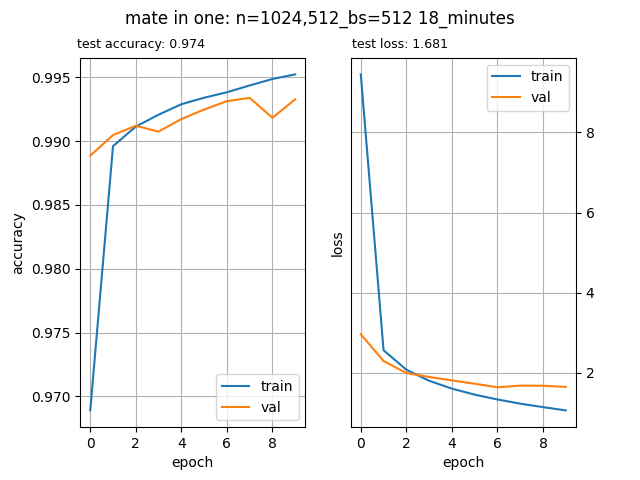 mate in one: n=1024,512_bs=512 18_minutes
test accuracy: 0.974
test loss: 1.681
0.995
0.990
0.985
0.980
0.975
0.970
accuracy
0
2
4
6
8
epoch
train
val
loss
8
6
4
2
0
2
4
6
8
epoch
train
val